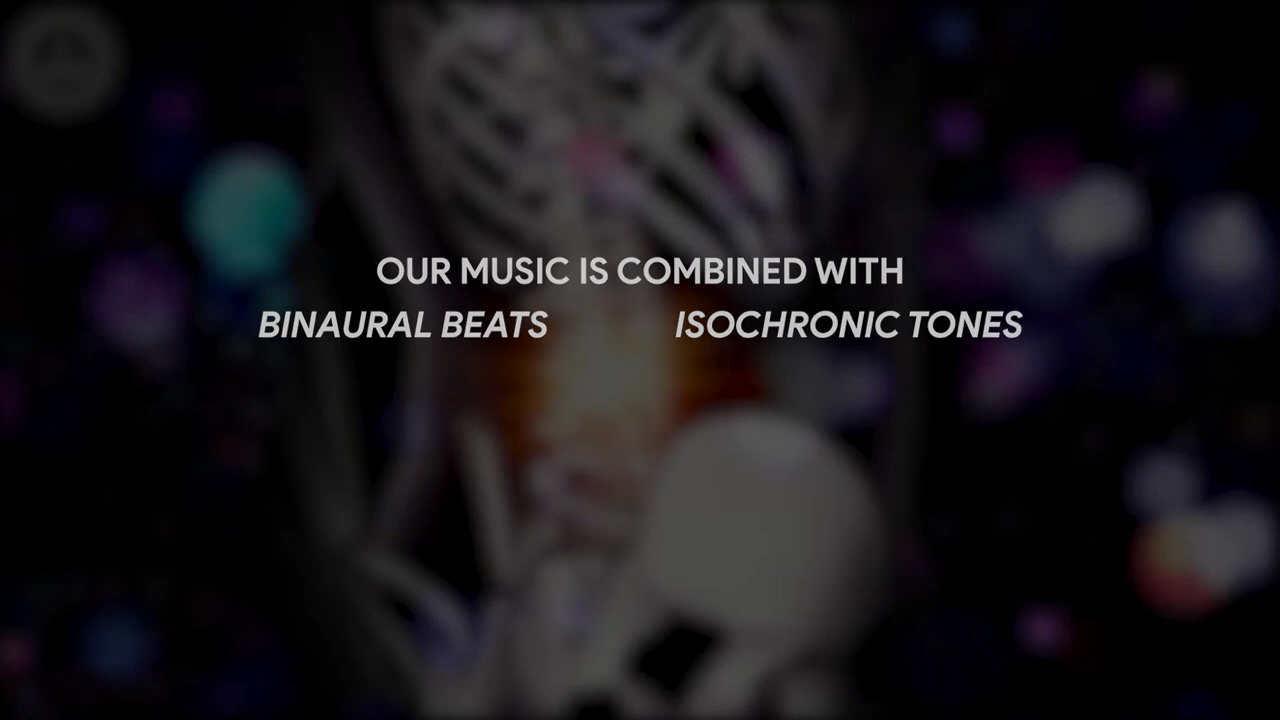 OUR MUSIC IS COMBINED WITH
BINAURAL BEATS ISOCHRONIC TONES